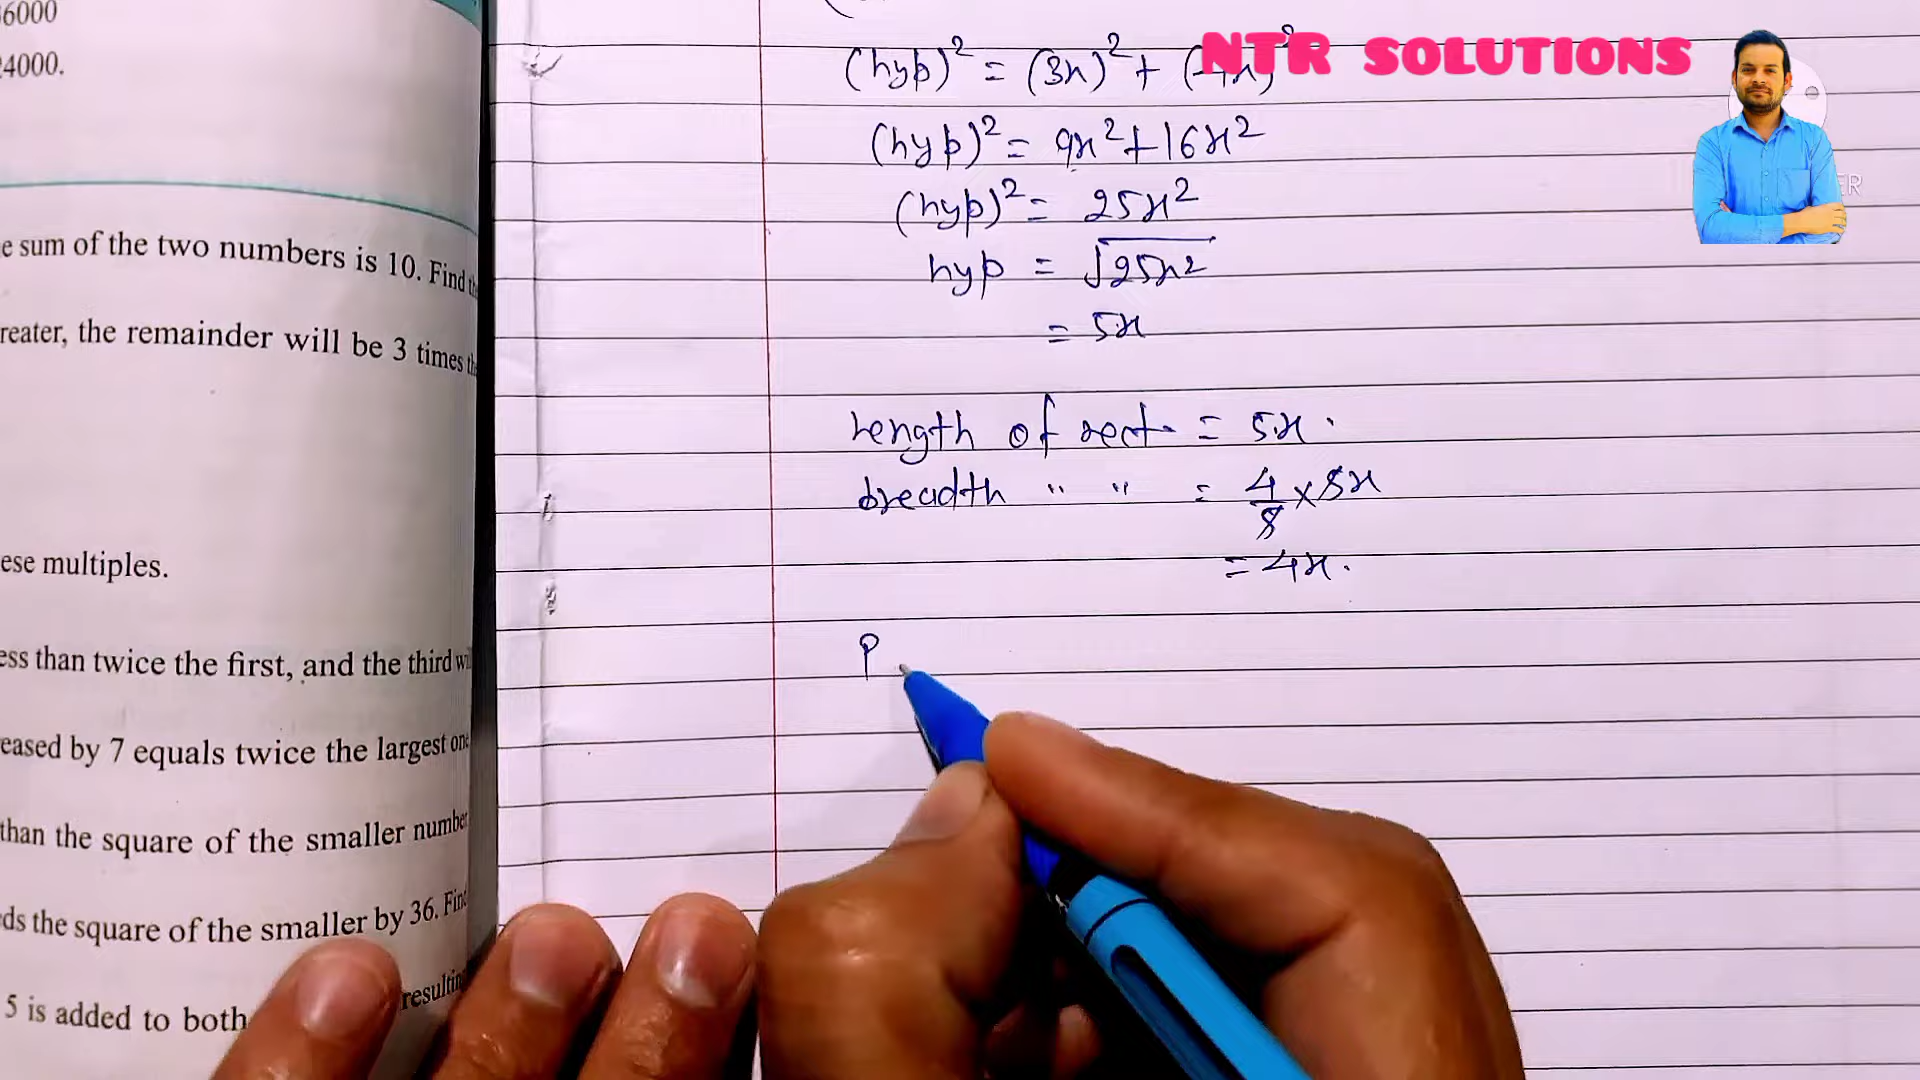 6000
4000.
e sum of the two numbers is 10. Find
reater, the remainder will be 3 times
ese multiples.
ess than twice the first, and the third
eased by 7 equals twice the largest
than the square of the smaller number
ds the square of the smaller by 36.
5 is added to both
NTR SOLUTIONS
(hyp)² = (3x)² + (4x)²
(hyp)² = 9x² + 16x²
(hyp)² = 25x²
hyp = √25x²
= 5x
length of rect. = 5x.
breadth " " = 4/5 × 5x
= 4x.
P